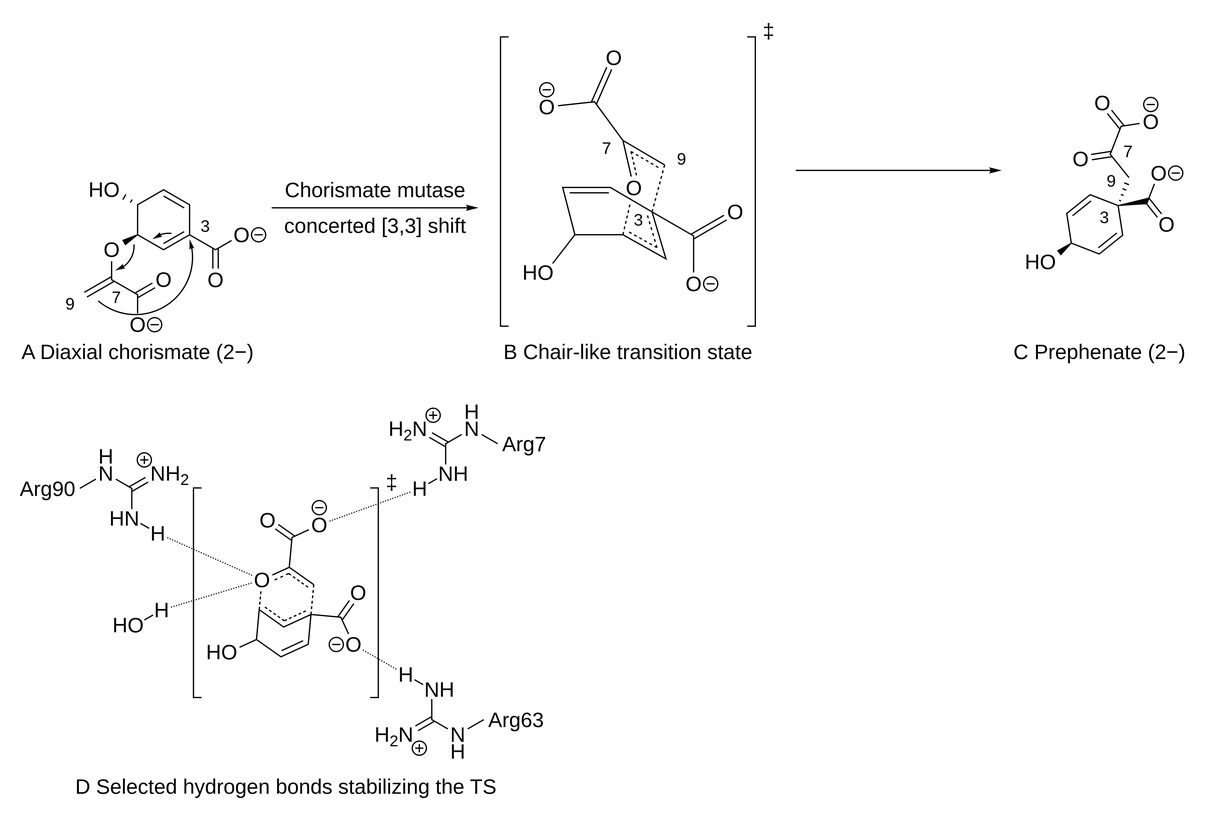 ‡
O
⊖
O
O
⊖
O
7
O
7
9
9
HO
Chorismate mutase
O⊖
3
O
3
O
3
concerted [3,3] shift
O⊖
O
O
O
HO
HO
9
7
O
O⊖
O⊖
A Diaxial chorismate (2−)
B Chair-like transition state
C Prephenate (2−)
H
⊕
H2N
N
Arg7
H
⊕
N
NH2
NH
Arg90
H
‡
HN
H
O
⊖
O
O
H
HO
O
HO
⊖O
H
NH
Arg63
H2N
⊕
N
H
D Selected hydrogen bonds stabilizing the TS